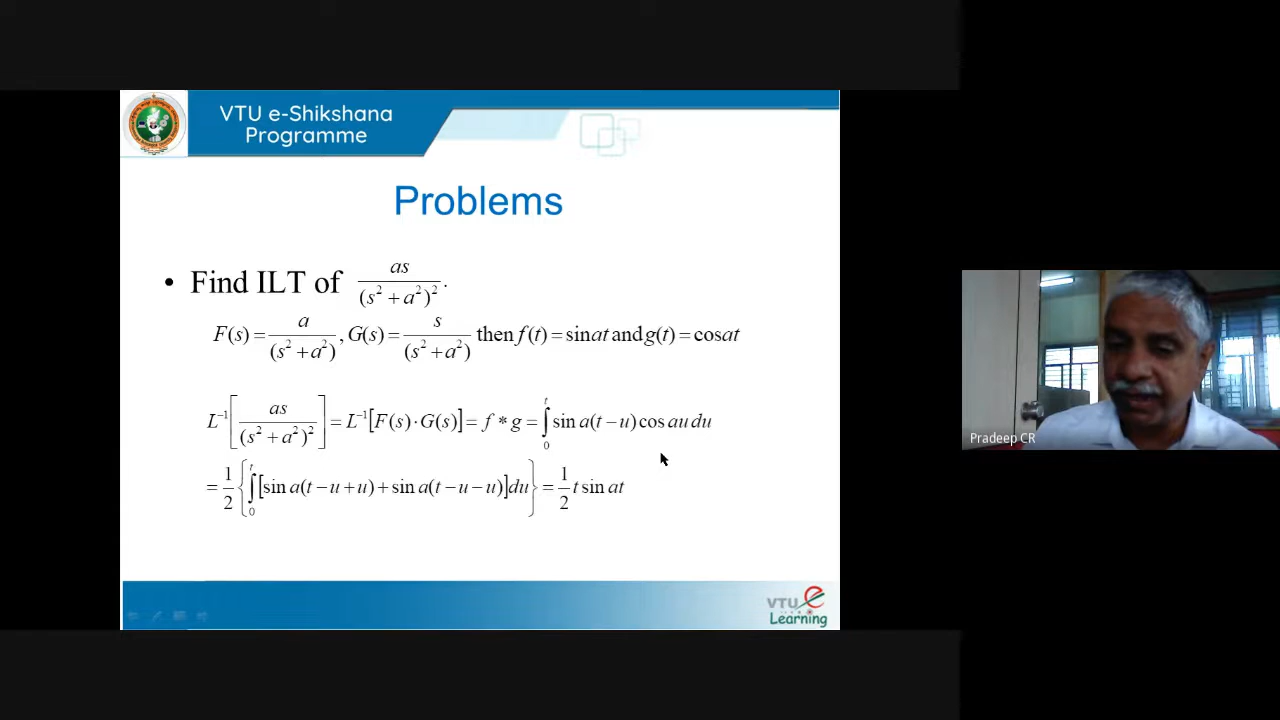 VTU e-Shikshana
Programme
Problems
• Find ILT of as/(s² + a²)².
F(s) = a/(s² + a²), G(s) = s/(s² + a²) then f(t) = sin at and g(t) = cos at
L⁻¹[as/(s² + a²)²] = L⁻¹[F(s)·G(s)] = f * g = ∫₀ᵗ sin a(t − u) cos au du
= 1/2 {∫₀ᵗ [sin a(t − u + u) + sin a(t − u − u)] du} = 1/2 t sin at
Pradeep CR
VTU e
Learning